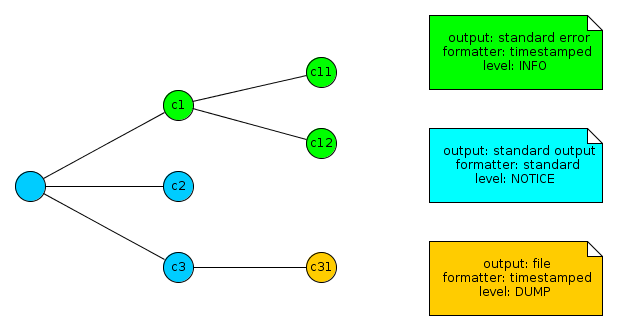 c1
c11
c12
c2
c3
c31
output: standard error
formatter: timestamped
level: INFO
output: standard output
formatter: standard
level: NOTICE
output: file
formatter: timestamped
level: DUMP